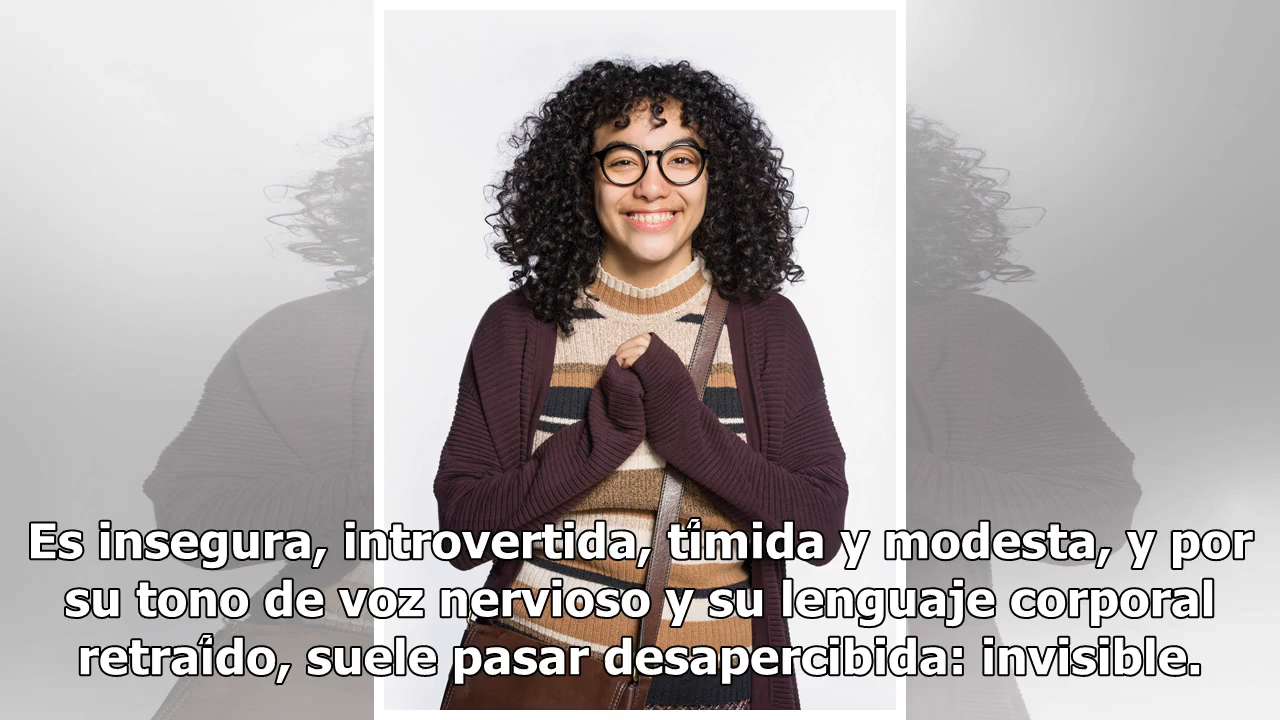 Es insegura, introvertida, tímida y modesta, y por
su tono de voz nervioso y su lenguaje corporal
retraído, suele pasar desapercibida: invisible.